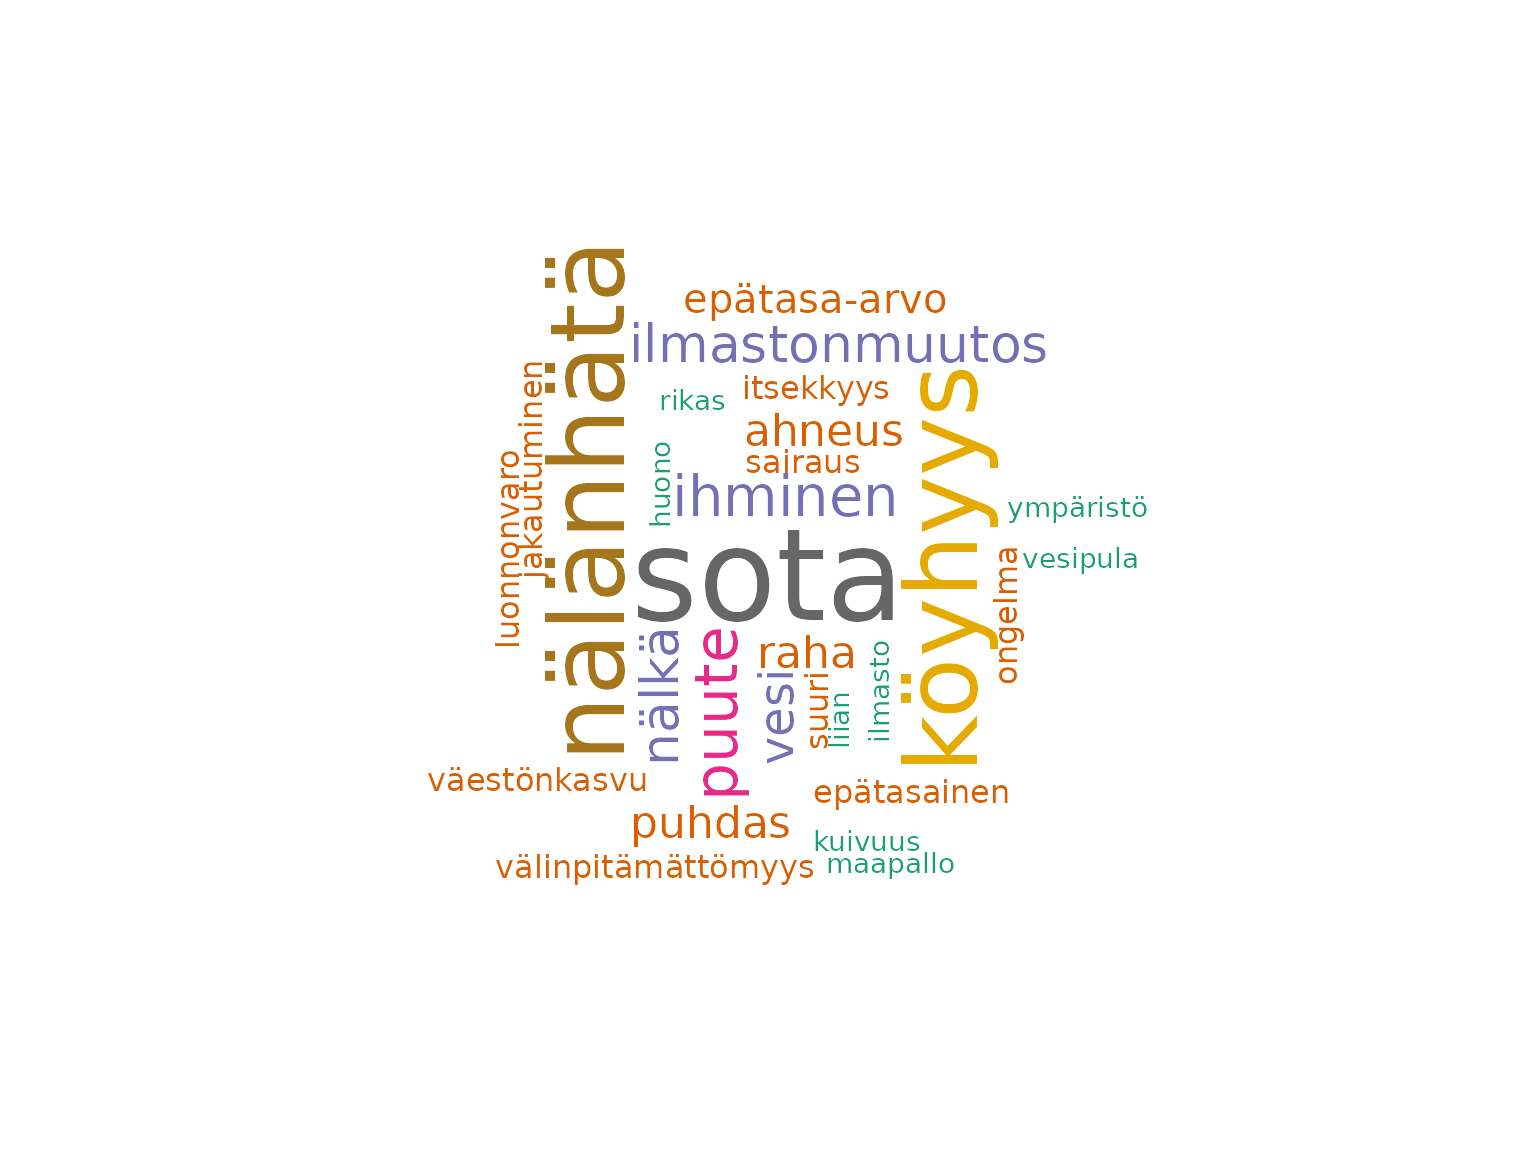 nälänhätä
epätasa-arvo
ilmastonmuutos
itsekkyys
rikas
ahneus
sairaus
huono
ihminen
jakautuminen
luonnonvaro
köyhyys
ympäristö
vesipula
ongelma
sota
nälkä
puute
raha
vesi
suuri
liian
ilmasto
väestönkasvu
epätasainen
puhdas
kuivuus
maapallo
välinpitämättömyys